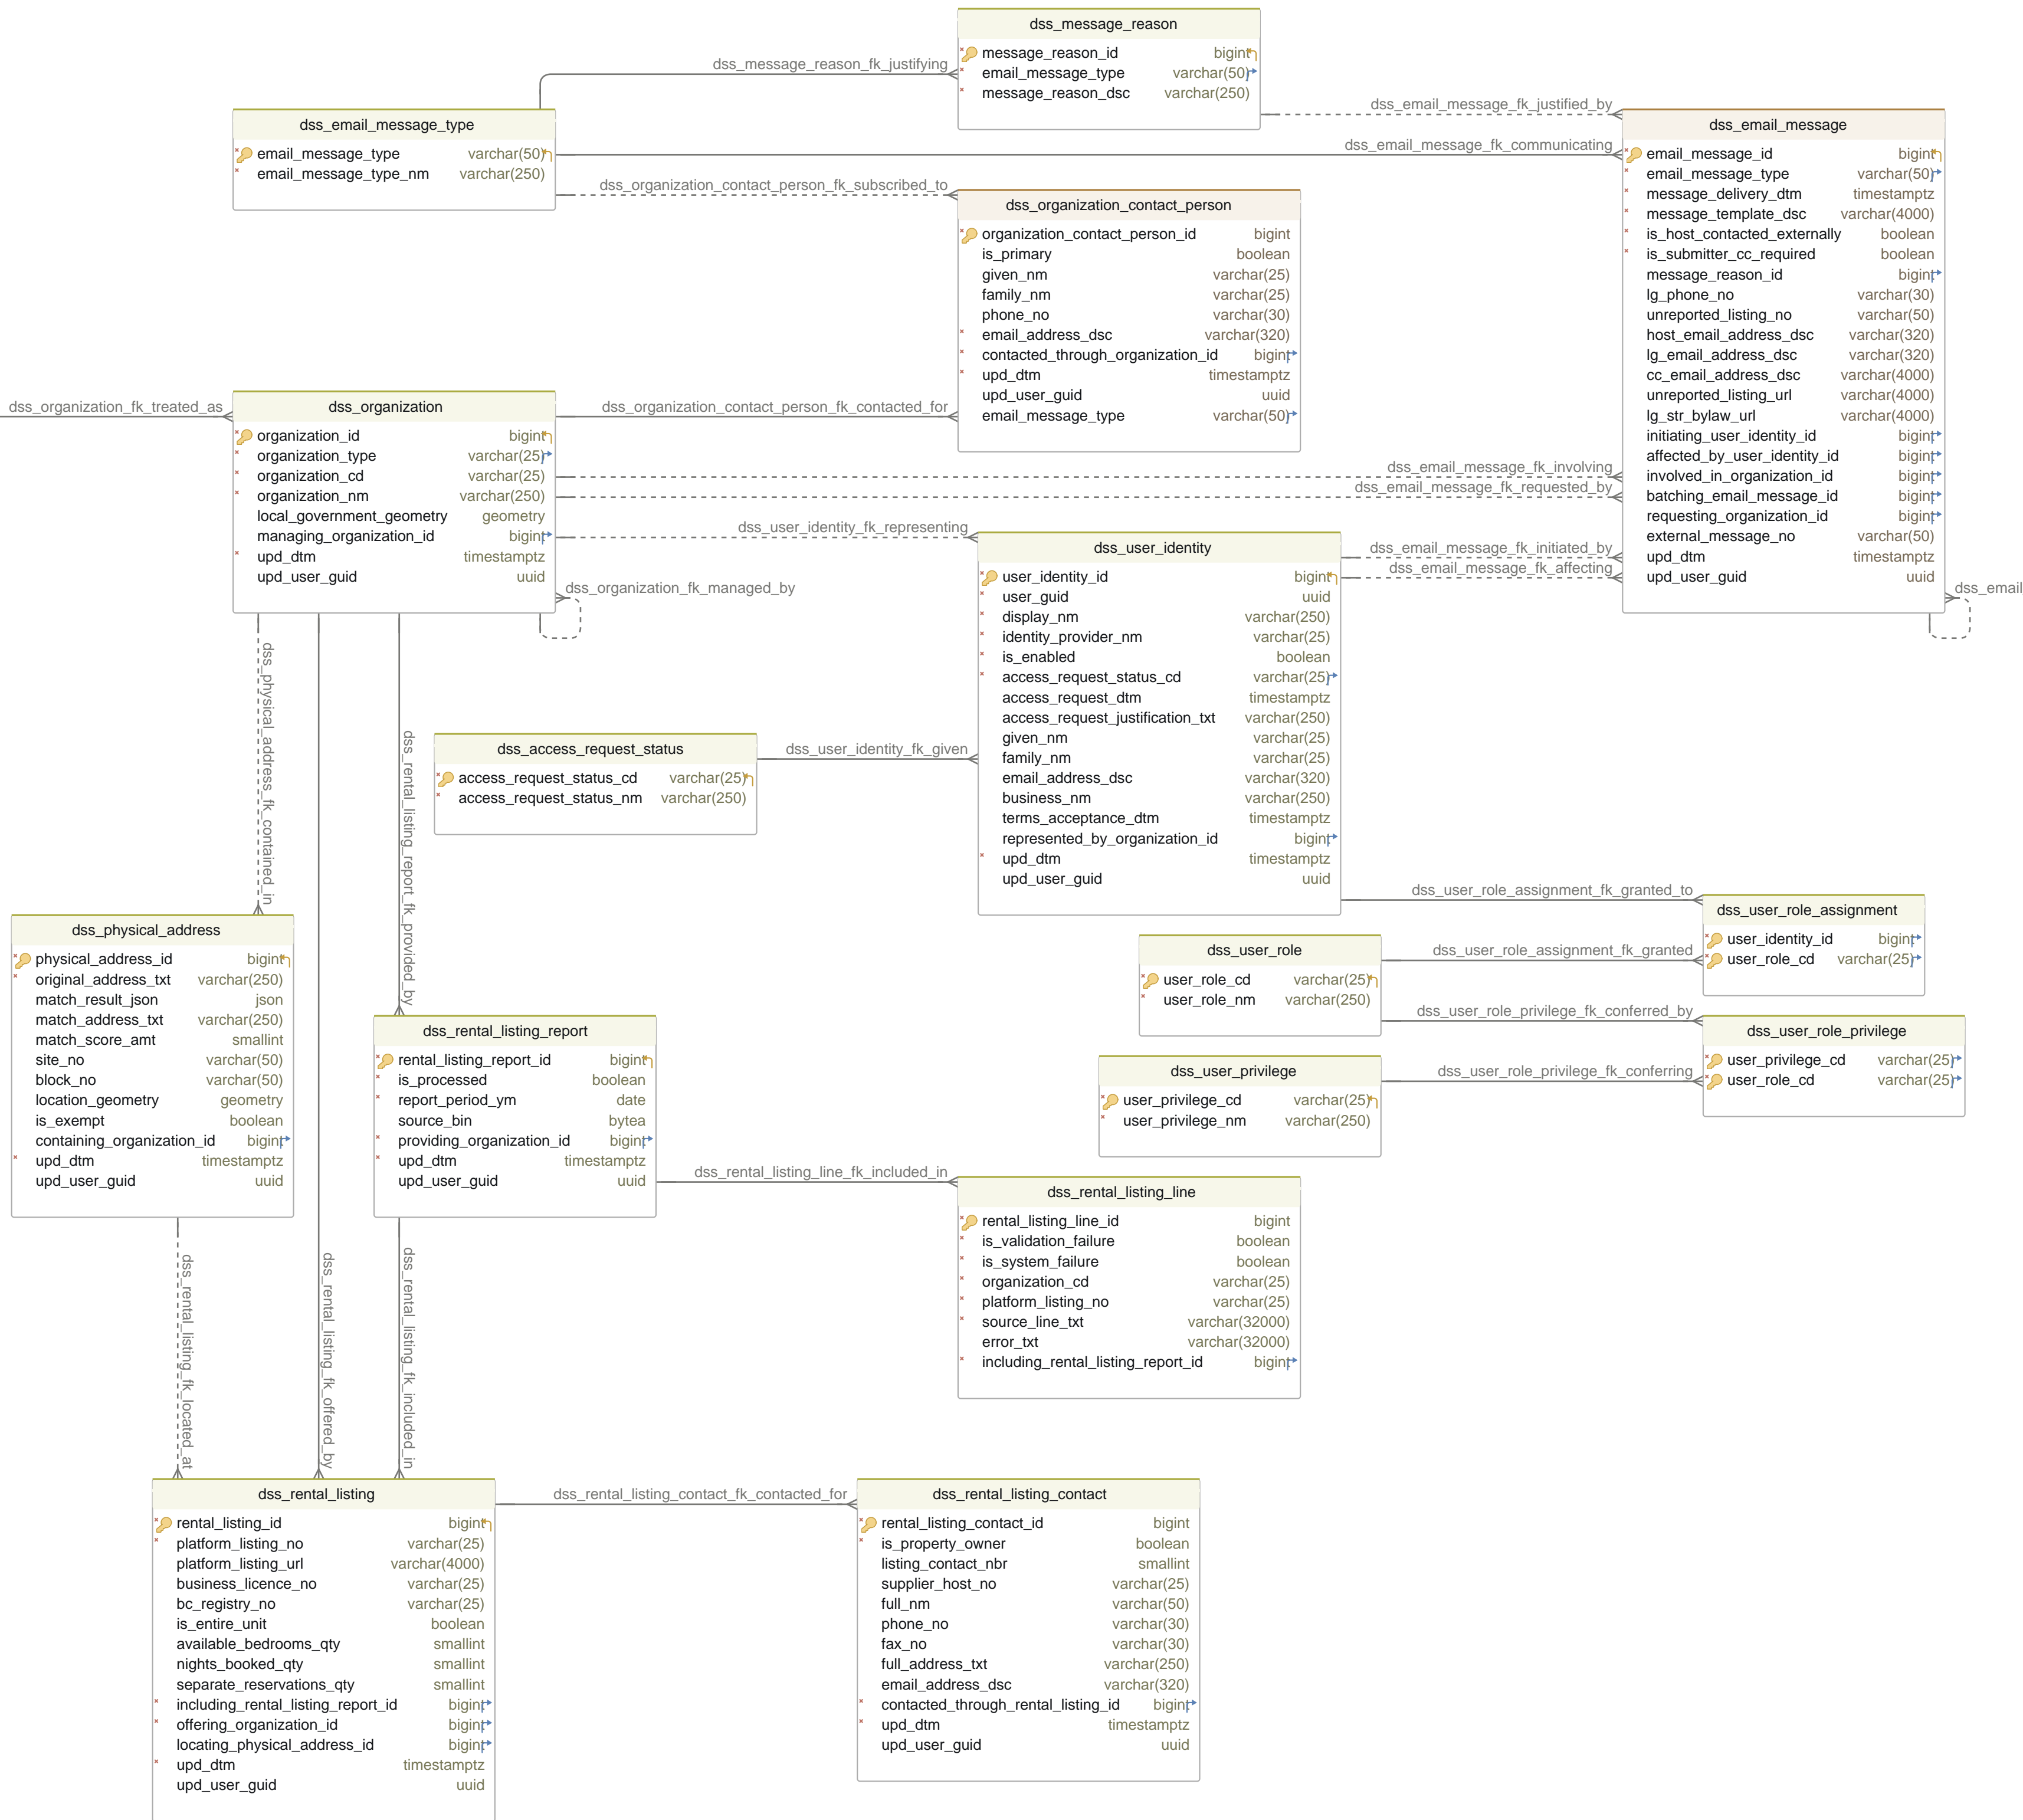 dss_message_reason
message_reason_id bigint
email_message_type varchar(50)
message_reason_dsc varchar(250)
dss_message_reason_fk_justifying
dss_email_message_fk_justified_by
dss_email_message_type
email_message_type varchar(50)
email_message_type_nm varchar(250)
dss_email_message_fk_communicating
dss_organization_contact_person_fk_subscribed_to
dss_email_message
email_message_id bigint
email_message_type varchar(50)
message_delivery_dtm timestamptz
message_template_dsc varchar(4000)
is_host_contacted_externally boolean
is_submitter_cc_required boolean
message_reason_id bigint
lg_phone_no varchar(30)
unreported_listing_no varchar(50)
host_email_address_dsc varchar(320)
lg_email_address_dsc varchar(320)
cc_email_address_dsc varchar(4000)
unreported_listing_url varchar(4000)
lg_str_bylaw_url varchar(4000)
initiating_user_identity_id bigint
affected_by_user_identity_id bigint
involved_in_organization_id bigint
batching_email_message_id bigint
requesting_organization_id bigint
external_message_no varchar(50)
upd_dtm timestamptz
upd_user_guid uuid
dss_email
dss_organization_contact_person
organization_contact_person_id bigint
is_primary boolean
given_nm varchar(25)
family_nm varchar(25)
phone_no varchar(30)
email_address_dsc varchar(320)
contacted_through_organization_id bigint
upd_dtm timestamptz
upd_user_guid uuid
email_message_type varchar(50)
dss_organization_fk_treated_as
dss_organization
organization_id bigint
organization_type varchar(25)
organization_cd varchar(25)
organization_nm varchar(250)
local_government_geometry geometry
managing_organization_id bigint
upd_dtm timestamptz
upd_user_guid uuid
dss_organization_contact_person_fk_contacted_for
dss_email_message_fk_involving
dss_email_message_fk_requested_by
dss_user_identity_fk_representing
dss_organization_fk_managed_by
dss_user_identity
user_identity_id bigint
user_guid uuid
display_nm varchar(250)
identity_provider_nm varchar(25)
is_enabled boolean
access_request_status_cd varchar(25)
access_request_dtm timestamptz
access_request_justification_txt varchar(250)
given_nm varchar(25)
family_nm varchar(25)
email_address_dsc varchar(320)
business_nm varchar(250)
terms_acceptance_dtm timestamptz
represented_by_organization_id bigint
upd_dtm timestamptz
upd_user_guid uuid
dss_email_message_fk_initiated_by
dss_email_message_fk_affecting
dss_physical_address_fk_contained_in
dss_rental_listing_report_fk_provided_by
dss_access_request_status
access_request_status_cd varchar(25)
access_request_status_nm varchar(250)
dss_user_identity_fk_given
dss_user_role_assignment_fk_granted_to
dss_user_role_assignment
user_identity_id bigint
user_role_cd varchar(25)
dss_user_role
user_role_cd varchar(25)
user_role_nm varchar(250)
dss_user_role_assignment_fk_granted
dss_user_role_privilege_fk_conferred_by
dss_user_role_privilege
user_privilege_cd varchar(25)
user_role_cd varchar(25)
dss_user_privilege
user_privilege_cd varchar(25)
user_privilege_nm varchar(250)
dss_user_role_privilege_fk_conferring
dss_physical_address
physical_address_id bigint
original_address_txt varchar(250)
match_result_json json
match_address_txt varchar(250)
match_score_amt smallint
site_no varchar(50)
block_no varchar(50)
location_geometry geometry
is_exempt boolean
containing_organization_id bigint
upd_dtm timestamptz
upd_user_guid uuid
dss_rental_listing_report
rental_listing_report_id bigint
is_processed boolean
report_period_ym date
source_bin bytea
providing_organization_id bigint
upd_dtm timestamptz
upd_user_guid uuid
dss_rental_listing_line_fk_included_in
dss_rental_listing_line
rental_listing_line_id bigint
is_validation_failure boolean
is_system_failure boolean
organization_cd varchar(25)
platform_listing_no varchar(25)
source_line_txt varchar(32000)
error_txt varchar(32000)
including_rental_listing_report_id bigint
dss_rental_listing_fk_located_at
dss_rental_listing_fk_offered_by
dss_rental_listing_fk_included_in
dss_rental_listing
rental_listing_id bigint
platform_listing_no varchar(25)
platform_listing_url varchar(4000)
business_licence_no varchar(25)
bc_registry_no varchar(25)
is_entire_unit boolean
available_bedrooms_qty smallint
nights_booked_qty smallint
separate_reservations_qty smallint
including_rental_listing_report_id bigint
offering_organization_id bigint
locating_physical_address_id bigint
upd_dtm timestamptz
upd_user_guid uuid
dss_rental_listing_contact_fk_contacted_for
dss_rental_listing_contact
rental_listing_contact_id bigint
is_property_owner boolean
listing_contact_nbr smallint
supplier_host_no varchar(25)
full_nm varchar(50)
phone_no varchar(30)
fax_no varchar(30)
full_address_txt varchar(250)
email_address_dsc varchar(320)
contacted_through_rental_listing_id bigint
upd_dtm timestamptz
upd_user_guid uuid